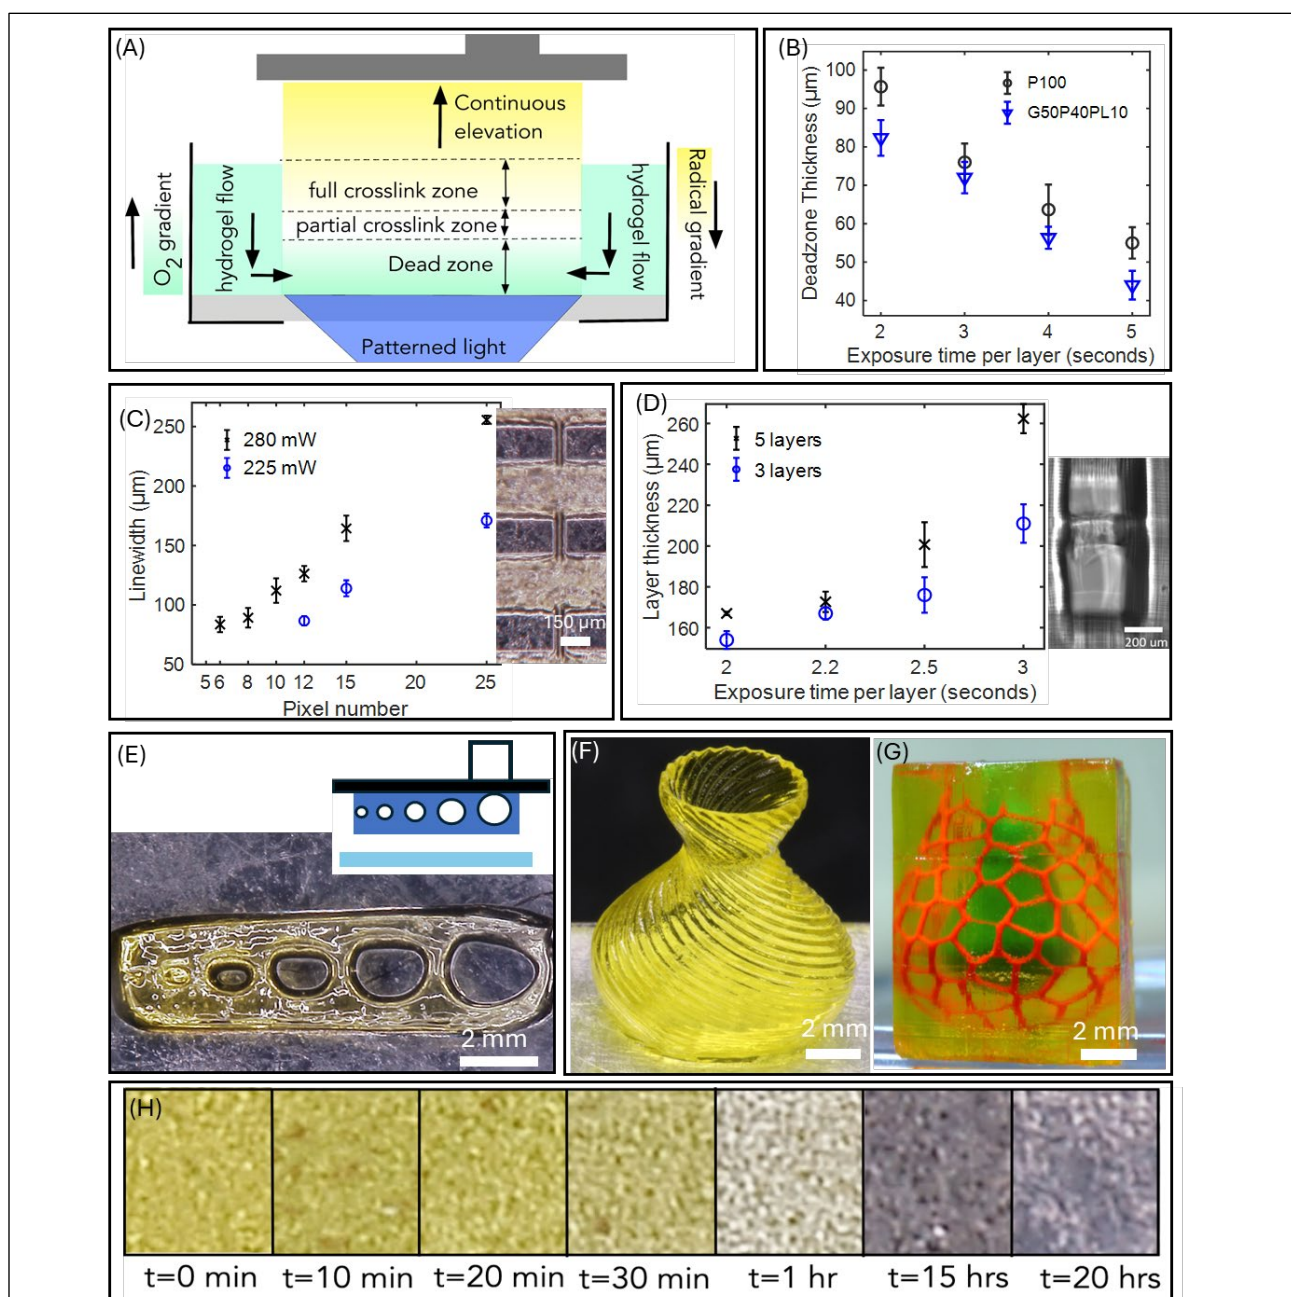 (A)
Continuous
elevation
full crosslink zone
partial crosslink zone
Dead zone
Patterned light
O2 gradient
hydrogel flow
hydrogel flow
Radical gradient
(B)
P100
G50P40PL10
Deadzone Thickness (µm)
100
90
80
70
60
50
40
2 3 4 5
Exposure time per layer (seconds)
(C)
280 mW
225 mW
Linewidth (µm)
250
200
150
100
50
5 6 8 10 12 15 20 25
Pixel number
150 µm
(D)
5 layers
3 layers
Layer thickness (µm)
260
240
220
200
180
160
2 2.2 2.5 3
Exposure time per layer (seconds)
200 um
(E)
2 mm
(F)
2 mm
(G)
2 mm
(H)
t=0 min t=10 min t=20 min t=30 min t=1 hr t=15 hrs t=20 hrs